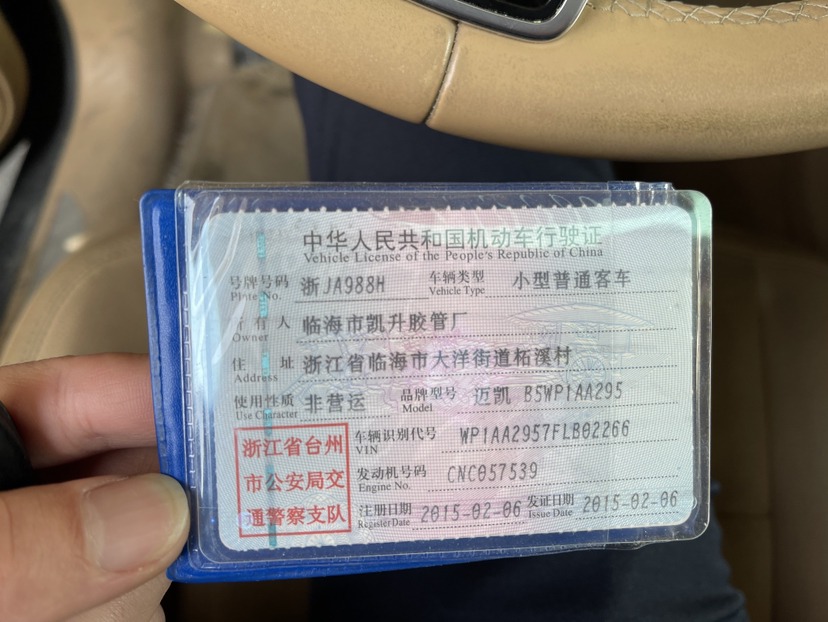 中华人民共和国机动车行驶证
Vehicle License of the People's Republic of China
号牌号码 浙JA988H 车辆类型 小型普通客车
Plate No. Vehicle Type
所有人 临海市凯升胶管厂
Owner
住址 浙江省临海市大洋街道柘溪村
Address
使用性质 非营运 品牌型号 迈凯 B5WP1AA295
Use Character Model
浙江省台州
市公安局交
通警察支队
车辆识别代号 WP1AA2957FLB02266
VIN
发动机号码 CNC057539
Engine No.
注册日期 2015-02-06 发证日期 2015-02-06
Register Date Issue Date